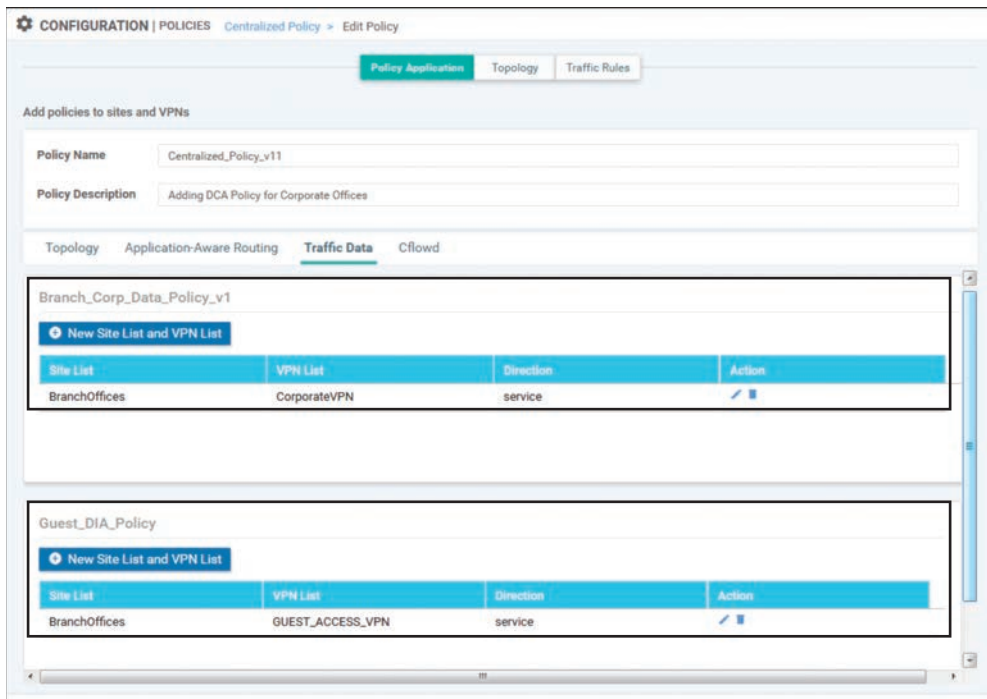 CONFIGURATION | POLICIES Centralized Policy > Edit Policy
Policy Application Topology Traffic Rules
Add policies to sites and VPNs
Policy Name Centralized_Policy_v11
Policy Description Adding DCA Policy for Corporate Offices
Topology Application-Aware Routing Traffic Data Cflowd
Branch_Corp_Data_Policy_v1
New Site List and VPN List
Site List VPN List Direction Action
BranchOffices CorporateVPN service
Guest_DIA_Policy
New Site List and VPN List
Site List VPN List Direction Action
BranchOffices GUEST_ACCESS_VPN service